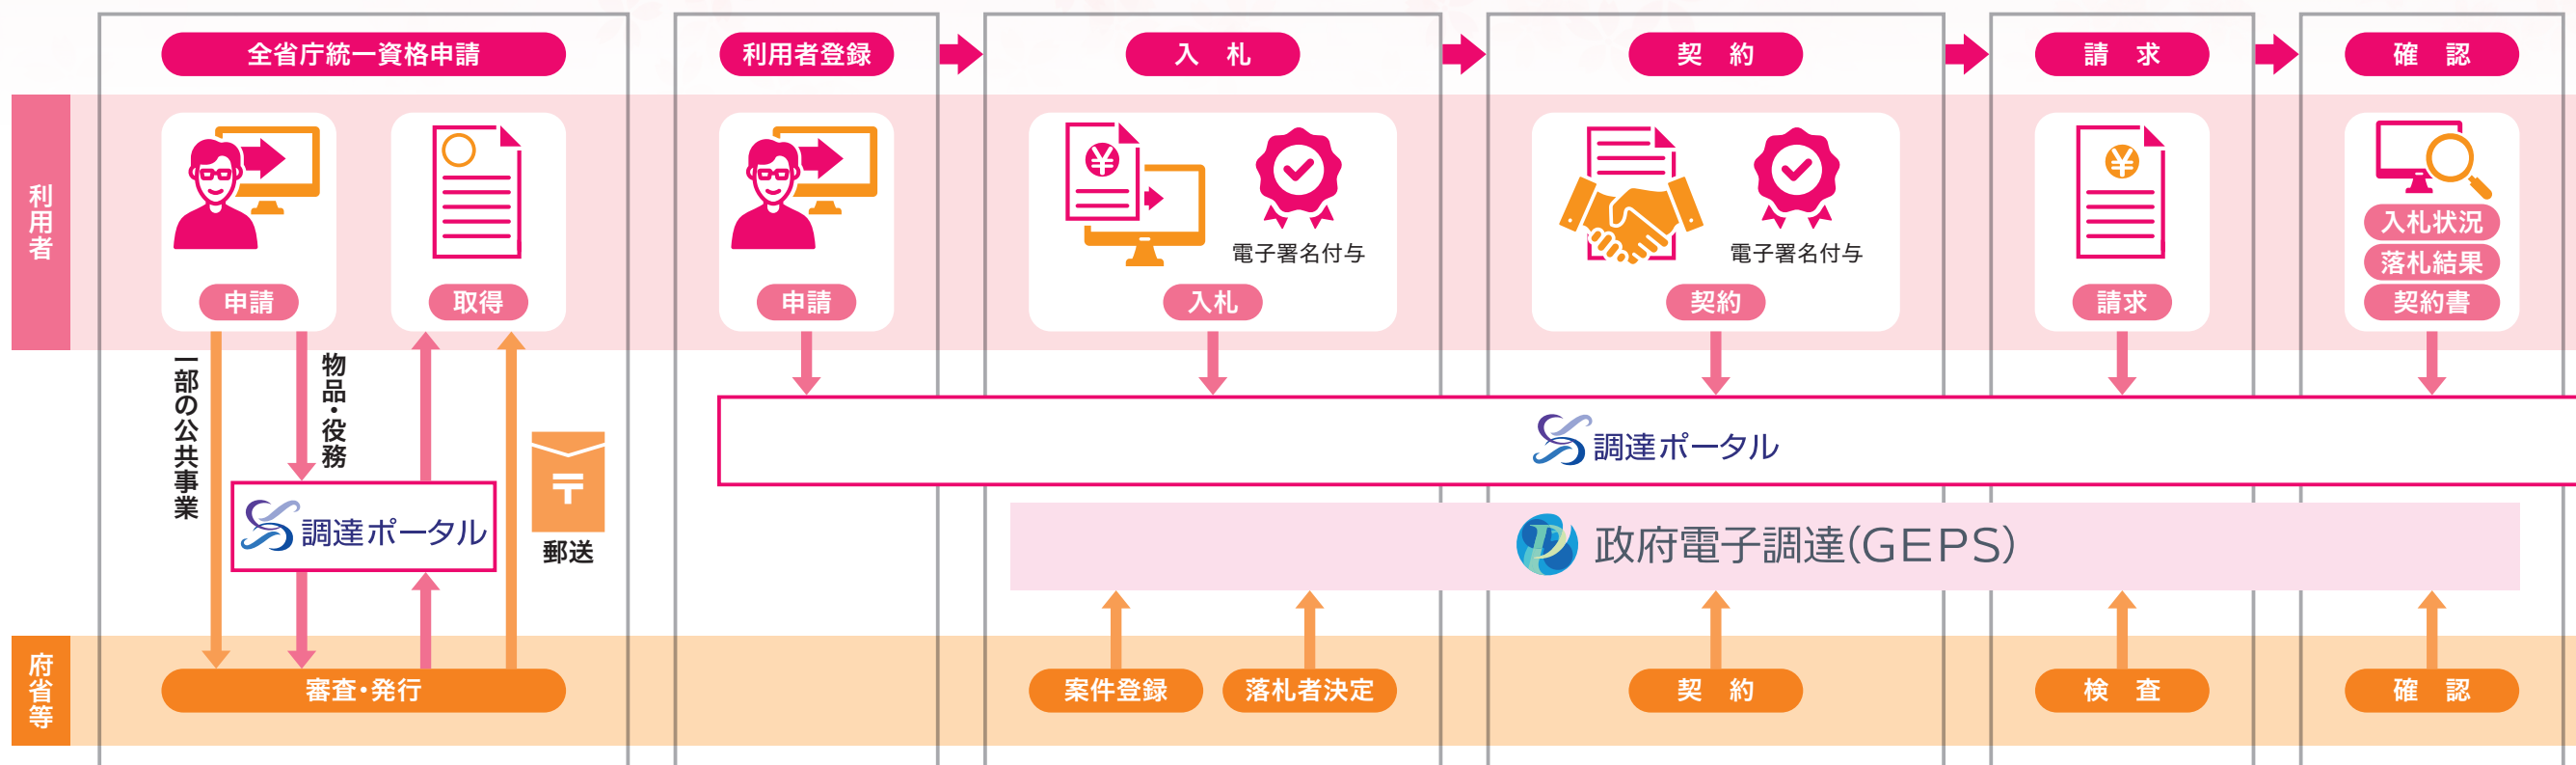 全省庁統一資格申請
利用者登録
入　札
契　約
請　求
確　認
利用者
申請
取得
申請
電子署名付与
入札
電子署名付与
契約
¥
¥
請求
入札状況
落札結果
契約書
一部の公共事業
物品・役務
〒
郵送
調達ポータル
調達ポータル
政府電子調達(GEPS)
府省等
審査・発行
案件登録
落札者決定
契　約
検　査
確　認